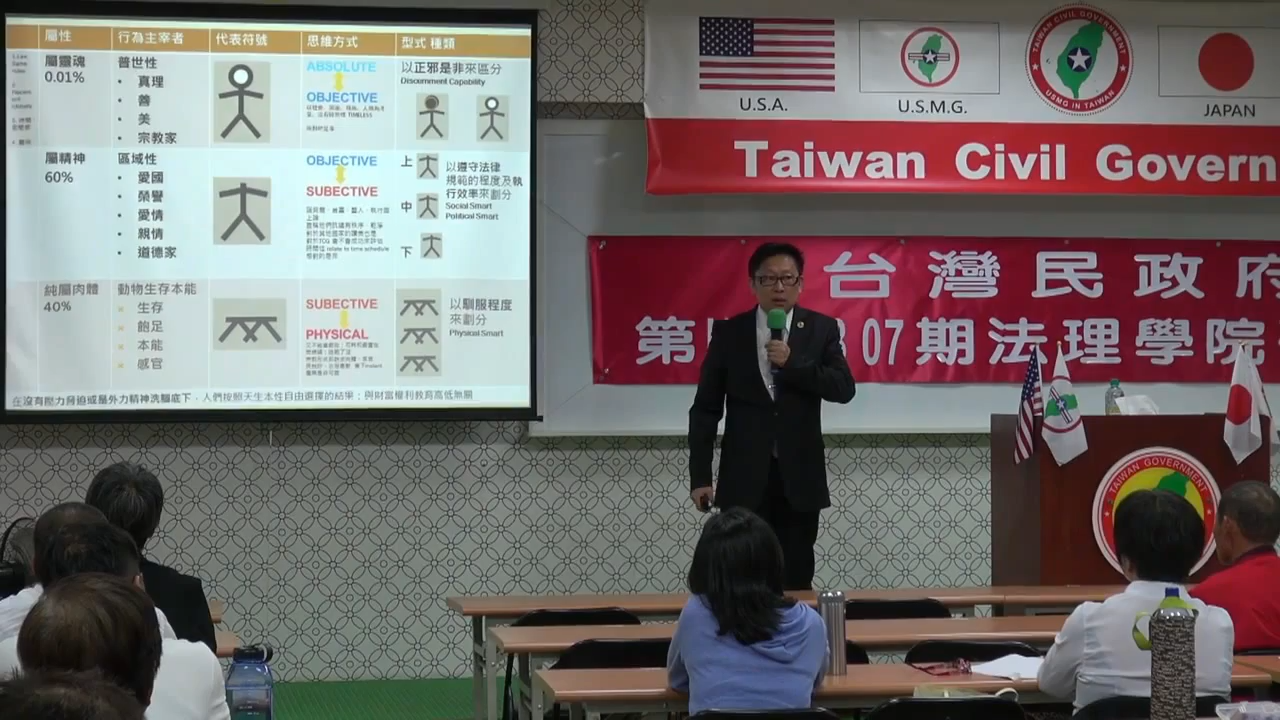 屬性
行為主宰者
代表符號
思維方式
型式 種類
屬靈魂
0.01%
普世性
• 真理
• 善
• 美
• 宗教家
ABSOLUTE
OBJECTIVE
以正邪是非來區分
Discernment Capability
屬精神
60%
區域性
• 愛國
• 榮譽
• 愛情
• 親情
• 道德家
OBJECTIVE
SUBECTIVE
上
中
下
以遵守法律
規範的程度及執
行效率來劃分
Social Smart
Political Smart
純屬肉體
40%
動物生存本能
生存
飽足
本能
感官
SUBECTIVE
PHYSICAL
以馴服程度
來劃分
Physical Smart
在沒有壓力脅迫或是外力精神洗腦底下，人們按照天生本性自由選擇的結果；與財富權利教育高低無關
U.S.A.
U.S.M.G.
TAIWAN CIVIL GOVERNMENT
USMG IN TAIWAN
JAPAN
Taiwan Civil Govern
台灣民政府
第
07期法理學院
TAIWAN GOVERNMENT